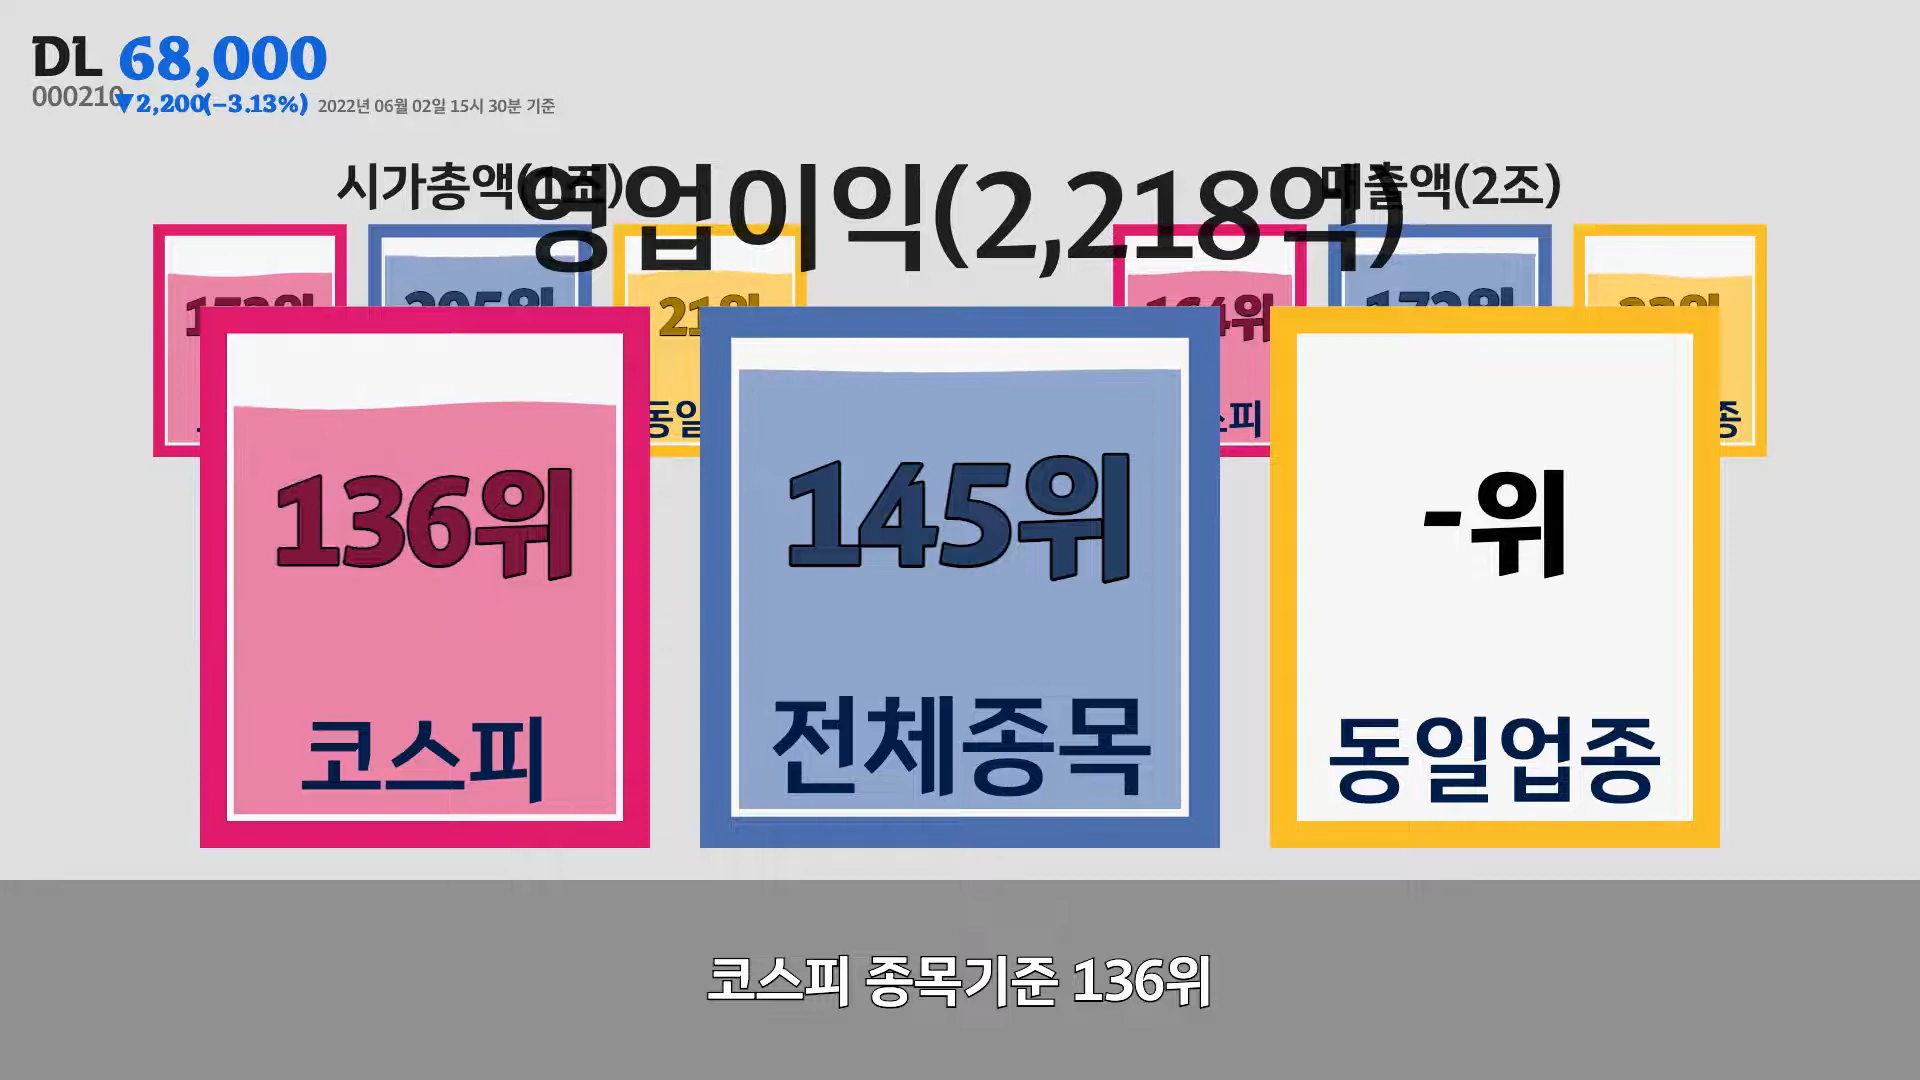 DL 68,000
000210 ▼2,200(-3.13%) 2022년 06월 02일 15시 30분 기준
시가총액(1조)
영업이익(2,218억)
매출액(2조)
136위
코스피
145위
전체종목
-위
동일업종
코스피 종목기준 136위